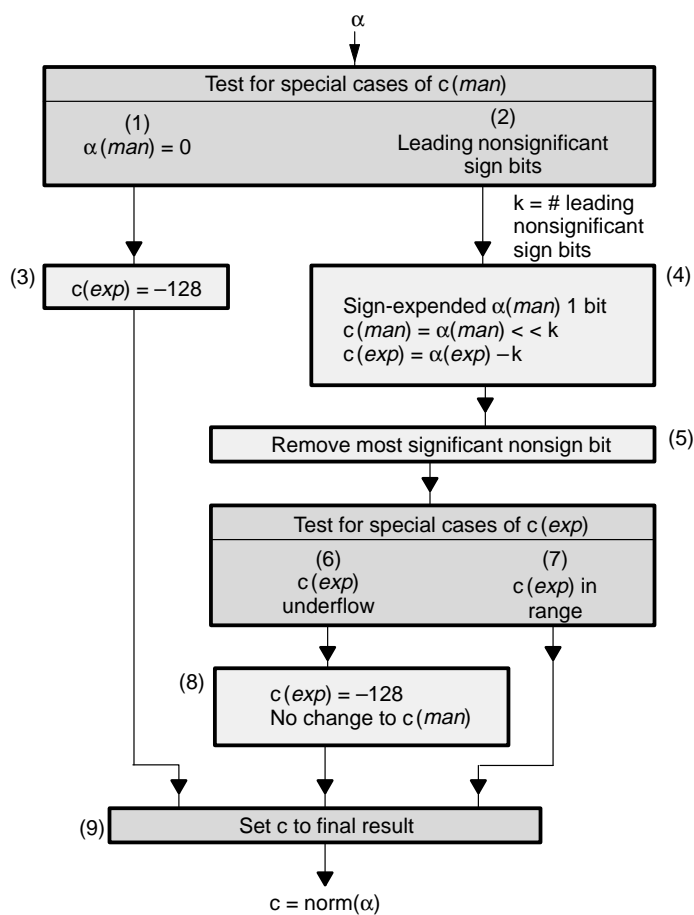 α
Test for special cases of c(man)
(1)
α(man) = 0
(2)
Leading nonsignificant
sign bits
k = # leading
nonsignificant
sign bits
(3)
c(exp) = –128
(4)
Sign-expended α(man) 1 bit
c(man) = α(man) < < k
c(exp) = α(exp) – k
Remove most significant nonsign bit
(5)
Test for special cases of c(exp)
(6)
c(exp)
underflow
(7)
c(exp) in
range
(8)
c(exp) = –128
No change to c(man)
(9)
Set c to final result
c = norm(α)